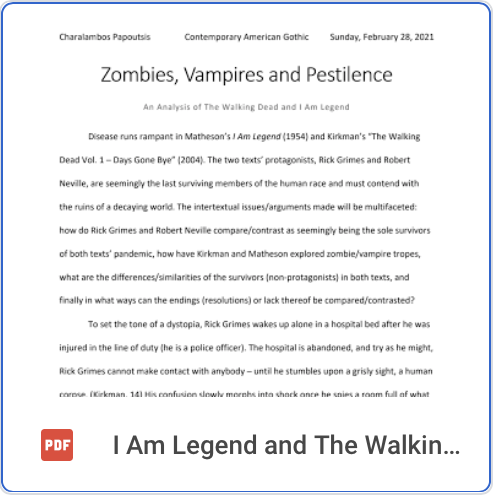 Charalambos Papoutsis Contemporary American Gothic Sunday, February 28, 2021
Zombies, Vampires and Pestilence
An Analysis of The Walking Dead and I Am Legend
Disease runs rampant in Matheson's I Am Legend (1954) and Kirkman's "The Walking
Dead Vol. 1 – Days Gone Bye" (2004). The two texts' protagonists, Rick Grimes and Robert
Neville, are seemingly the last surviving members of the human race and must contend with
the ruins of a decaying world. The intertextual issues/arguments made will be multifaceted:
how do Rick Grimes and Robert Neville compare/contrast as seemingly being the sole survivors
of both texts' pandemic, how have Kirkman and Matheson explored zombie/vampire tropes,
what are the differences/similarities of the survivors (non-protagonists) in both texts, and
finally in what ways can the endings (resolutions) or lack thereof be compared/contrasted?
To set the tone of a dystopia, Rick Grimes wakes up alone in a hospital bed after he was
injured in the line of duty (he is a police officer). The hospital is abandoned, and try as he might,
Rick Grimes cannot make contact with anybody – until he stumbles upon a grisly sight, a human
corpse. (Kirkman, 14) His confusion slowly morphs into shock once he spies a room full of what
PDF I Am Legend and The Walkin...